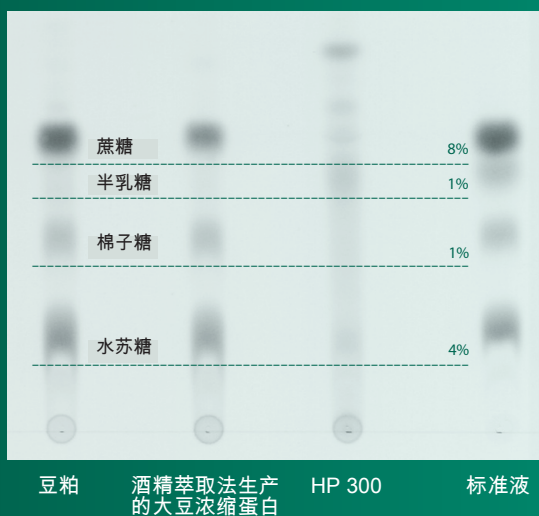 蔗糖
8%
半乳糖
1%
棉子糖
1%
水苏糖
4%
豆粕
酒精萃取法生产
的大豆浓缩蛋白
HP 300
标准液